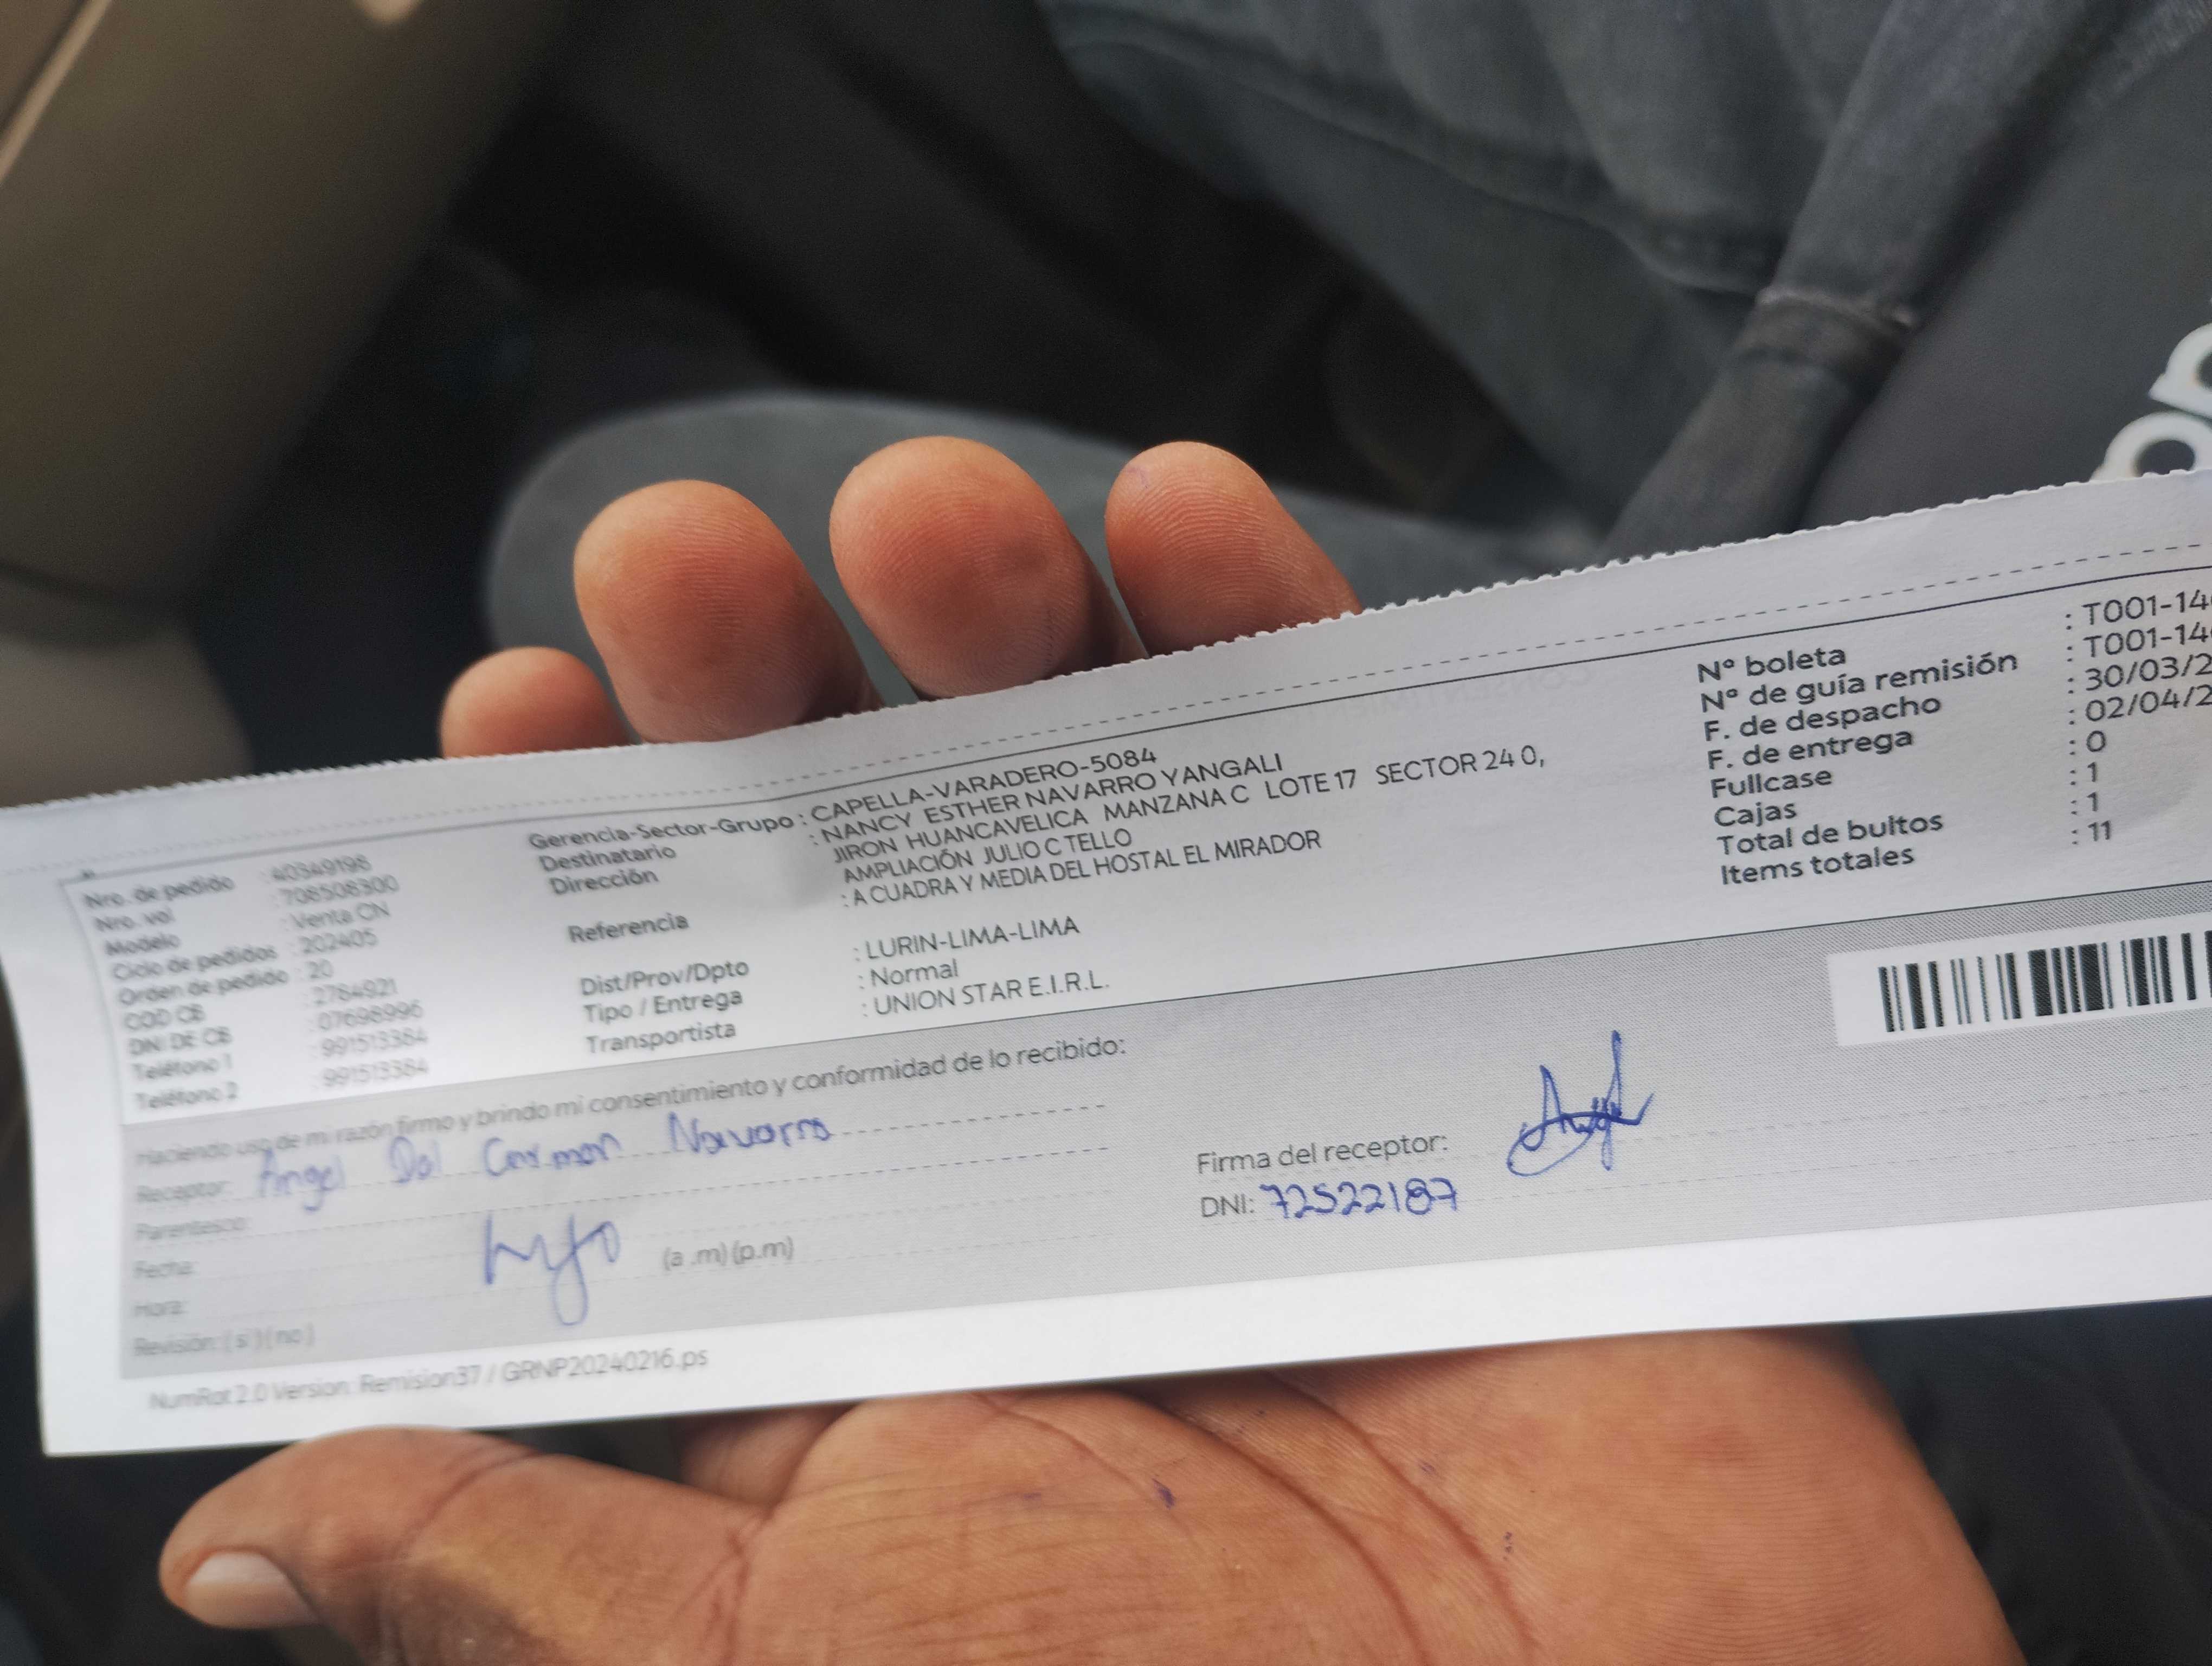 Nro. de pedido : 40349198
Nro. vol : 708508300
Modelo : Venta CN
Ciclo de pedidos : 202405
Orden de pedido : 20
COD CB : 2784921
DNI DE CB : 07698996
Teléfono 1 : 991513384
Teléfono 2 : 991513384
Gerencia-Sector-Grupo : CAPELLA-VARADERO-5084
Destinatario : NANCY ESTHER NAVARRO YANGALI
Dirección JIRON HUANCAVELICA MANZANA C LOTE 17 SECTOR 24 0,
AMPLIACIÓN JULIO C TELLO
Referencia : A CUADRA Y MEDIA DEL HOSTAL EL MIRADOR
Dist/Prov/Dpto : LURIN-LIMA-LIMA
Tipo / Entrega : Normal
Transportista : UNION STAR E.I.R.L.
Nº boleta : T001-14
Nº de guía remisión : T001-14
F. de despacho : 30/03/2
F. de entrega : 02/04/2
Fullcase : 0
Cajas : 1
Total de bultos : 1
Items totales : 11
Haciendo uso de mi razón firmo y brindo mi consentimiento y conformidad de lo recibido:
Receptor: Angel Del Carmen Navarro
Parentesco:
Fecha: hijo
Hora: (a .m) (p.m)
Revisión: ( si ) ( no )
Firma del receptor:
DNI: 72522187
NumRot 2.0 Version: Remision37 / GRNP20240216.ps